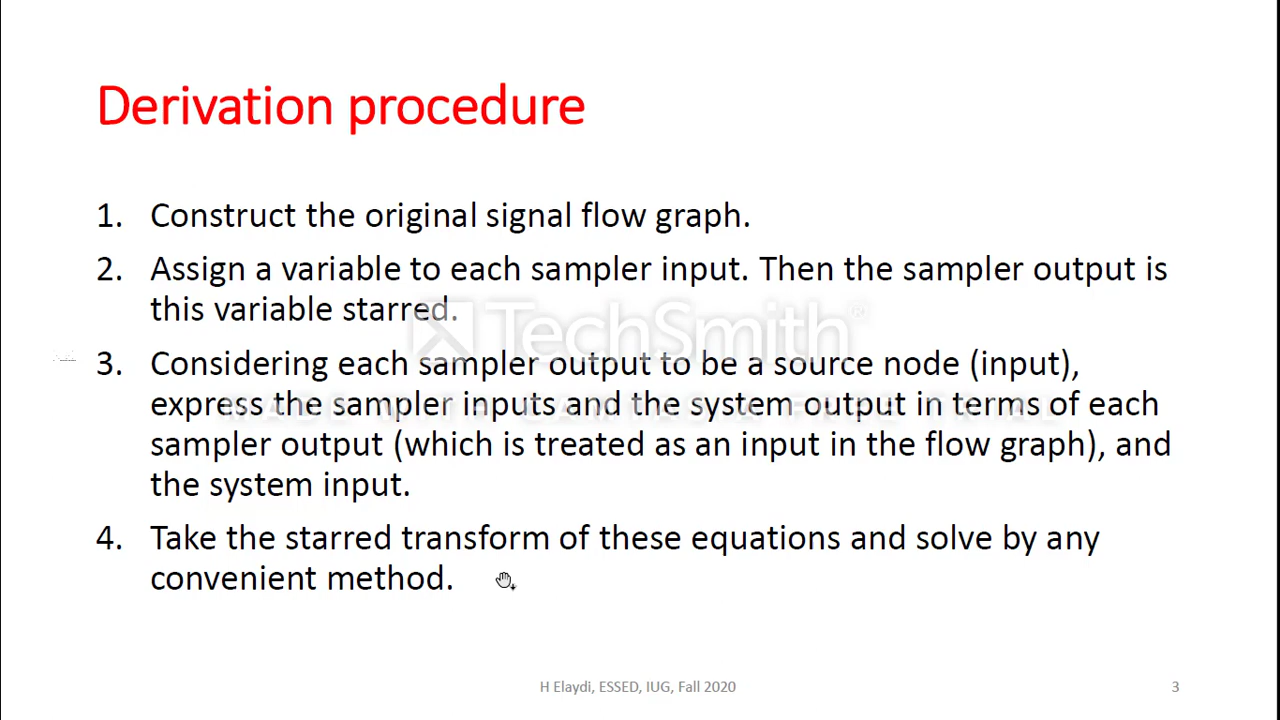 Derivation procedure
1. Construct the original signal flow graph.
2. Assign a variable to each sampler input. Then the sampler output is
this variable starred.
TechSmith®
3. Considering each sampler output to be a source node (input),
express the sampler inputs and the system output in terms of each
sampler output (which is treated as an input in the flow graph), and
the system input.
4. Take the starred transform of these equations and solve by any
convenient method.
H Elaydi, ESSED, IUG, Fall 2020
3